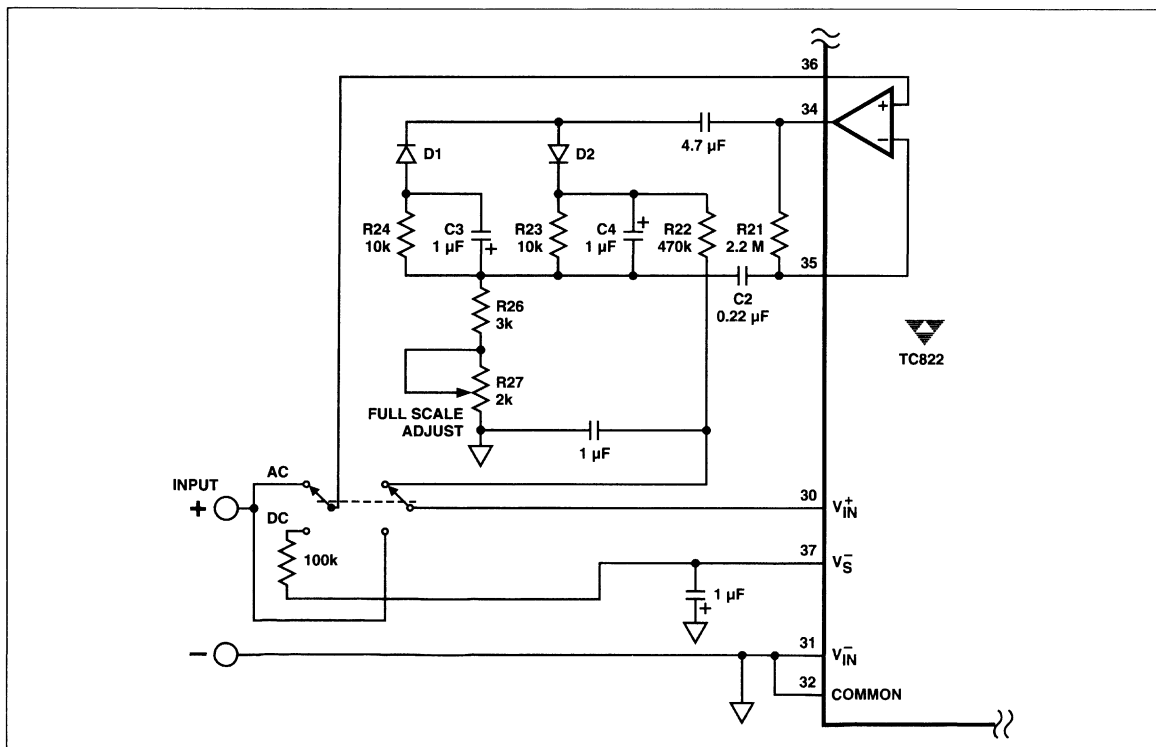 36
34
4.7 µF
D1
D2
R24
10k
C3
1 µF
+
R23
10k
C4
1 µF
+
R22
470k
R21
2.2 M
35
C2
0.22 µF
R26
3k
TC822
R27
2k
FULL SCALE
ADJUST
1 µF
INPUT
AC
+
30
V+IN
DC
37
V−S
100k
1 µF
+
−
31
V−IN
32
COMMON
+
−